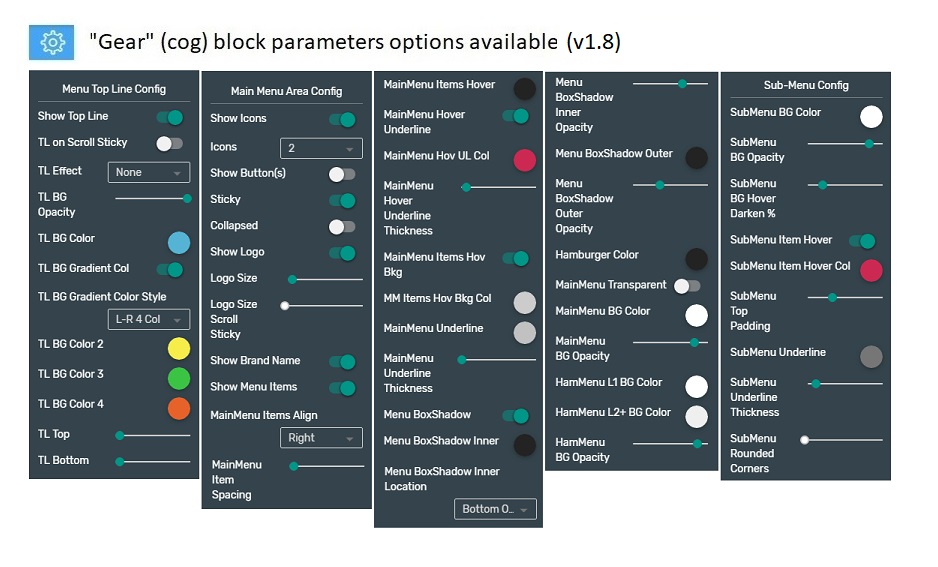 "Gear" (cog) block parameters options available (v1.8)
Menu Top Line Config
Show Top Line
TL on Scroll Sticky
TL Effect
None
TL BG
Opacity
TL BG Color
TL BG Gradient Col
TL BG Gradient Color Style
L-R 4 Col
TL BG Color 2
TL BG Color 3
TL BG Color 4
TL Top
TL Bottom
Main Menu Area Config
Show Icons
Icons
2
Show Button(s)
Sticky
Collapsed
Show Logo
Logo Size
Logo Size
Scroll
Sticky
Show Brand Name
Show Menu Items
MainMenu Items Align
Right
MainMenu
Item
Spacing
MainMenu Items Hover
MainMenu Hover
Underline
MainMenu Hov UL Col
MainMenu
Hover
Underline
Thickness
MainMenu Items Hov
Bkg
MM Items Hov Bkg Col
MainMenu Underline
MainMenu
Underline
Thickness
Menu BoxShadow
Menu BoxShadow Inner
Menu BoxShadow Inner
Location
Bottom O...
Menu
BoxShadow
Inner
Opacity
Menu BoxShadow Outer
Menu
BoxShadow
Outer
Opacity
Hamburger Color
MainMenu Transparent
MainMenu BG Color
MainMenu
BG Opacity
HamMenu L1 BG Color
HamMenu L2+ BG Color
HamMenu
BG Opacity
Sub-Menu Config
SubMenu BG Color
SubMenu
BG Opacity
SubMenu
BG Hover
Darken %
SubMenu Item Hover
SubMenu Item Hover Col
SubMenu
Top
Padding
SubMenu Underline
SubMenu
Underline
Thickness
SubMenu
Rounded
Corners